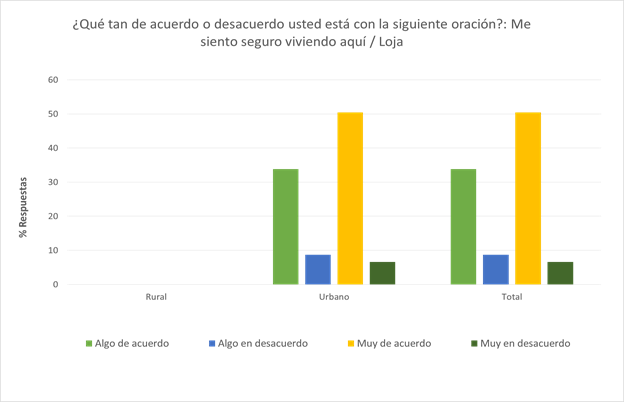 ¿Qué tan de acuerdo o desacuerdo usted está con la siguiente oración?: Me
siento seguro viviendo aquí / Loja
60
50
40
30
20
10
0
% Respuestas
Rural Urbano Total
Algo de acuerdo Algo en desacuerdo Muy de acuerdo Muy en desacuerdo